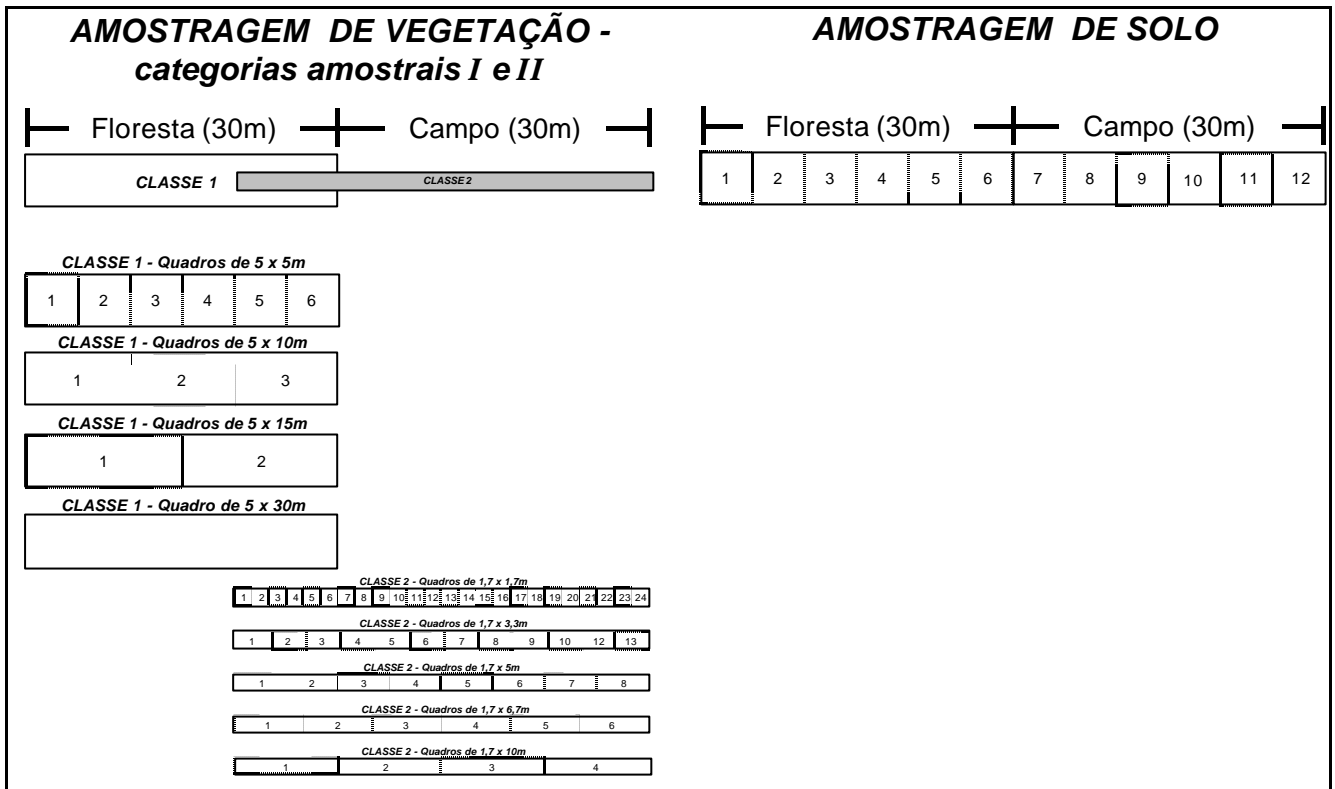 AMOSTRAGEM DE VEGETAÇÃO -
categorias amostrais I e II
Floresta (30m) Campo (30m)
CLASSE 1 CLASSE 2
CLASSE 1 - Quadros de 5 x 5m
1 2 3 4 5 6
CLASSE 1 - Quadros de 5 x 10m
1 2 3
CLASSE 1 - Quadros de 5 x 15m
1 2
CLASSE 1 - Quadro de 5 x 30m
CLASSE 2 - Quadros de 1,7 x 1,7m
1 2 3 4 5 6 7 8 9 10 11 12 13 14 15 16 17 18 19 20 21 22 23 24
CLASSE 2 - Quadros de 1,7 x 3,3m
1 2 3 4 5 6 7 8 9 10 12 13
CLASSE 2 - Quadros de 1,7 x 5m
1 2 3 4 5 6 7 8
CLASSE 2 - Quadros de 1,7 x 6,7m
1 2 3 4 5 6
CLASSE 2 - Quadros de 1,7 x 10m
1 2 3 4
AMOSTRAGEM DE SOLO
Floresta (30m) Campo (30m)
1 2 3 4 5 6 7 8 9 10 11 12